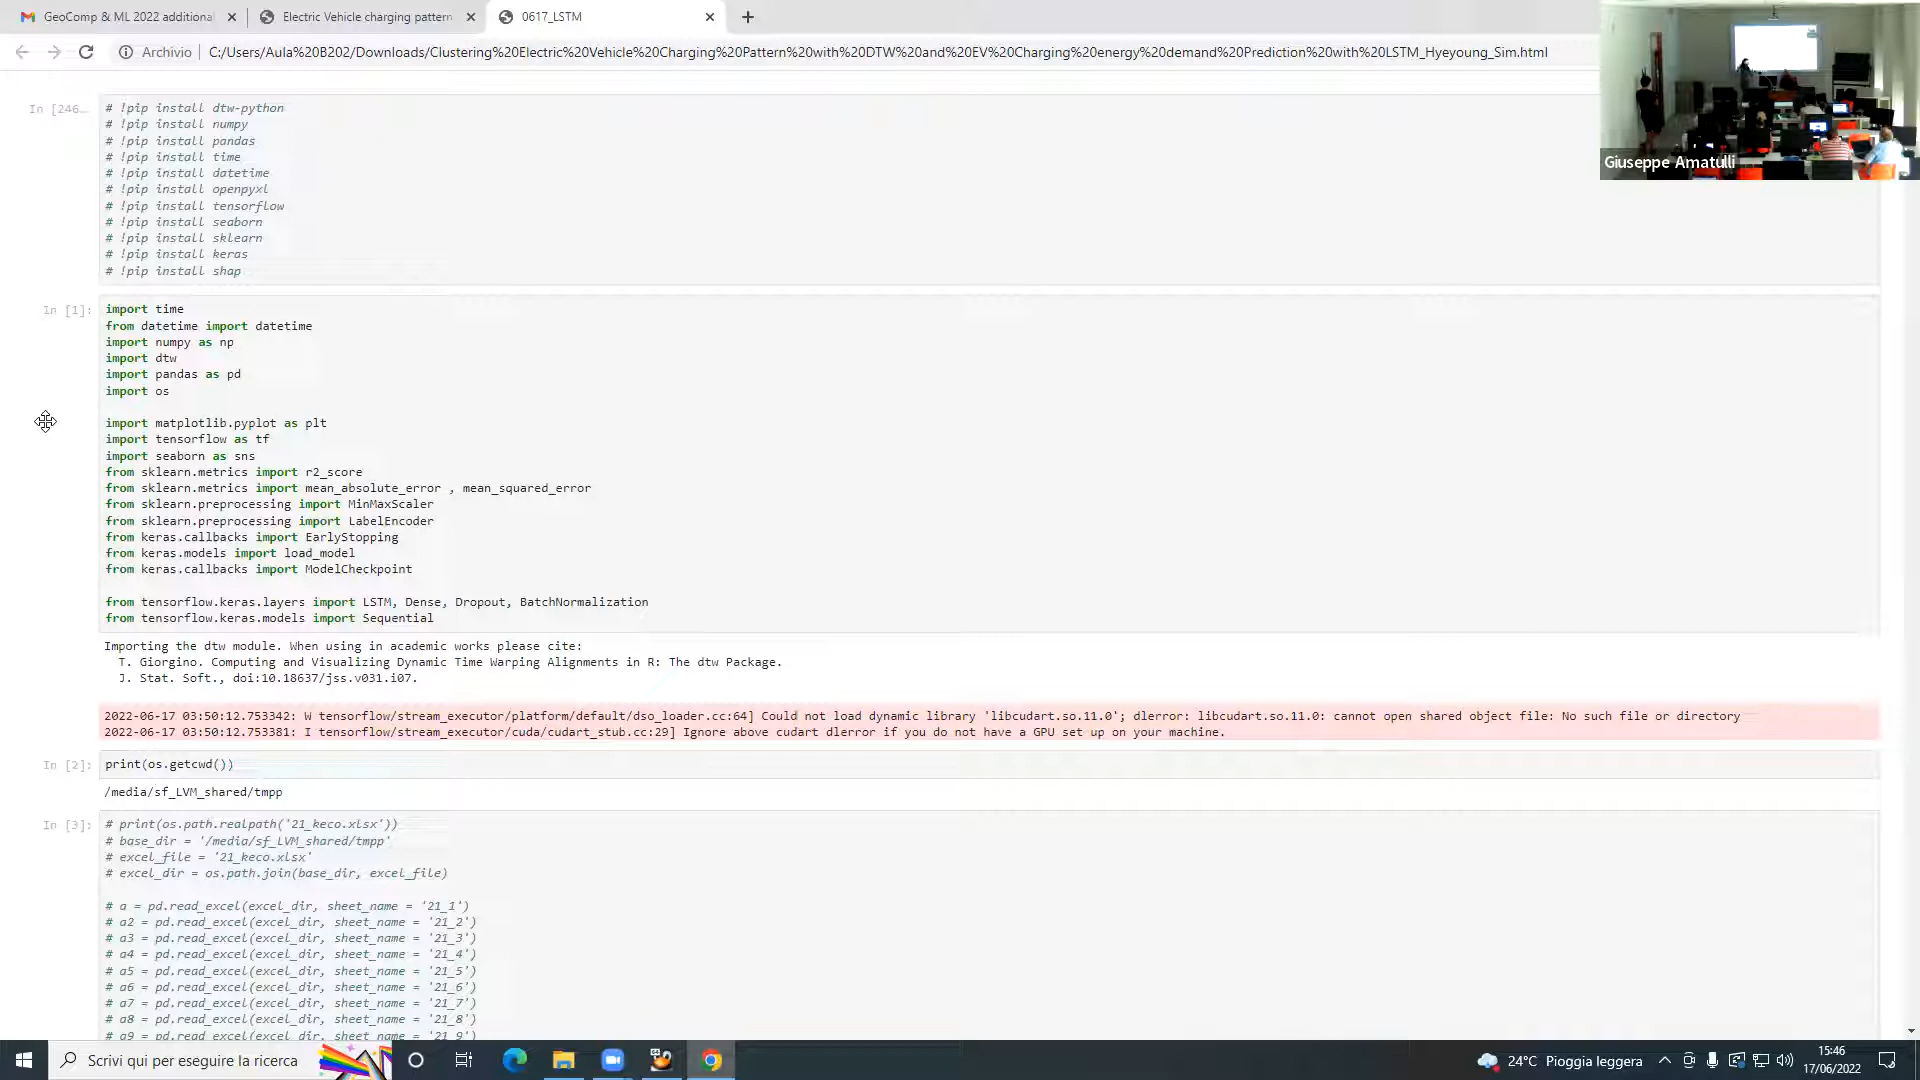 GeoComp & ML 2022 additional
Electric Vehicle charging pattern
0617_LSTM
Archivio
C:/Users/Aula%20B202/Downloads/Clustering%20Electric%20Vehicle%20Charging%20Pattern%20with%20DTW%20and%20EV%20Charging%20energy%20demand%20Prediction%20with%20LSTM_Hyeyoung_Sim.html
Giuseppe Amatulli
In [246...
# !pip install dtw-python
# !pip install numpy
# !pip install pandas
# !pip install time
# !pip install datetime
# !pip install openpyxl
# !pip install tensorflow
# !pip install seaborn
# !pip install sklearn
# !pip install keras
# !pip install shap
In [1]:
import time
from datetime import datetime
import numpy as np
import dtw
import pandas as pd
import os
import matplotlib.pyplot as plt
import tensorflow as tf
import seaborn as sns
from sklearn.metrics import r2_score
from sklearn.metrics import mean_absolute_error , mean_squared_error
from sklearn.preprocessing import MinMaxScaler
from sklearn.preprocessing import LabelEncoder
from keras.callbacks import EarlyStopping
from keras.models import load_model
from keras.callbacks import ModelCheckpoint
from tensorflow.keras.layers import LSTM, Dense, Dropout, BatchNormalization
from tensorflow.keras.models import Sequential
Importing the dtw module. When using in academic works please cite:
T. Giorgino. Computing and Visualizing Dynamic Time Warping Alignments in R: The dtw Package.
J. Stat. Soft., doi:10.18637/jss.v031.i07.
2022-06-17 03:50:12.753342: W tensorflow/stream_executor/platform/default/dso_loader.cc:64] Could not load dynamic library 'libcudart.so.11.0'; dlerror: libcudart.so.11.0: cannot open shared object file: No such file or directory
2022-06-17 03:50:12.753381: I tensorflow/stream_executor/cuda/cudart_stub.cc:29] Ignore above cudart dlerror if you do not have a GPU set up on your machine.
In [2]:
print(os.getcwd())
/media/sf_LVM_shared/tmpp
In [3]:
# print(os.path.realpath('21_keco.xlsx'))
# base_dir = '/media/sf_LVM_shared/tmpp'
# excel_file = '21_keco.xlsx'
# excel_dir = os.path.join(base_dir, excel_file)
# a = pd.read_excel(excel_dir, sheet_name = '21_1')
# a2 = pd.read_excel(excel_dir, sheet_name = '21_2')
# a3 = pd.read_excel(excel_dir, sheet_name = '21_3')
# a4 = pd.read_excel(excel_dir, sheet_name = '21_4')
# a5 = pd.read_excel(excel_dir, sheet_name = '21_5')
# a6 = pd.read_excel(excel_dir, sheet_name = '21_6')
# a7 = pd.read_excel(excel_dir, sheet_name = '21_7')
# a8 = pd.read_excel(excel_dir, sheet_name = '21_8')
# a9 = pd.read_excel(excel_dir, sheet_name = '21_9')
Scrivi qui per eseguire la ricerca
24°C Pioggia leggera
15:46
17/06/2022